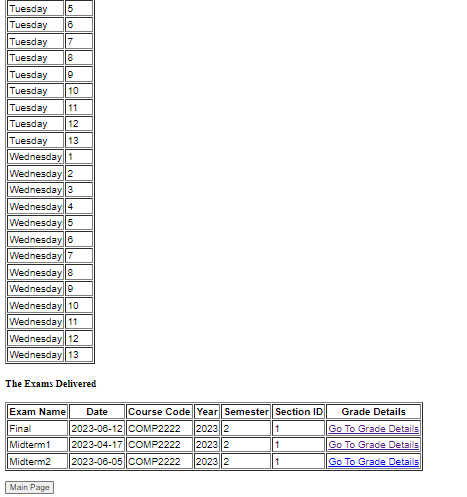 Tuesday 5
Tuesday 6
Tuesday 7
Tuesday 8
Tuesday 9
Tuesday 10
Tuesday 11
Tuesday 12
Tuesday 13
Wednesday 1
Wednesday 2
Wednesday 3
Wednesday 4
Wednesday 5
Wednesday 6
Wednesday 7
Wednesday 8
Wednesday 9
Wednesday 10
Wednesday 11
Wednesday 12
Wednesday 13
The Exams Delivered
Exam Name Date Course Code Year Semester Section ID Grade Details
Final 2023-06-12 COMP2222 2023 2 1 Go To Grade Details
Midterm1 2023-04-17 COMP2222 2023 2 1 Go To Grade Details
Midterm2 2023-06-05 COMP2222 2023 2 1 Go To Grade Details
Main Page